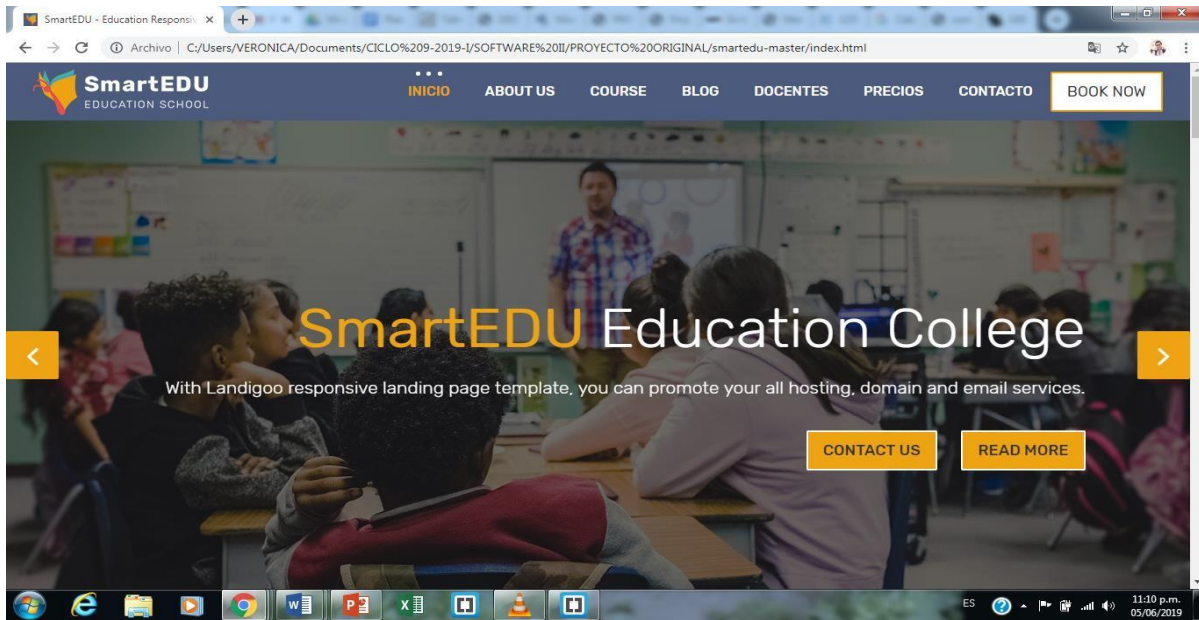 SmartEDU - Education Responsiv
Archivo | C:/Users/VERONICA/Documents/CICLO%209-2019-I/SOFTWARE%20II/PROYECTO%20ORIGINAL/smartedu-master/index.html
SmartEDU
EDUCATION SCHOOL
INICIO ABOUT US COURSE BLOG DOCENTES PRECIOS CONTACTO BOOK NOW
SmartEDU Education College
With Landigoo responsive landing page template, you can promote your all hosting, domain and email services.
CONTACT US READ MORE
ES
11:10 p.m.
05/06/2019